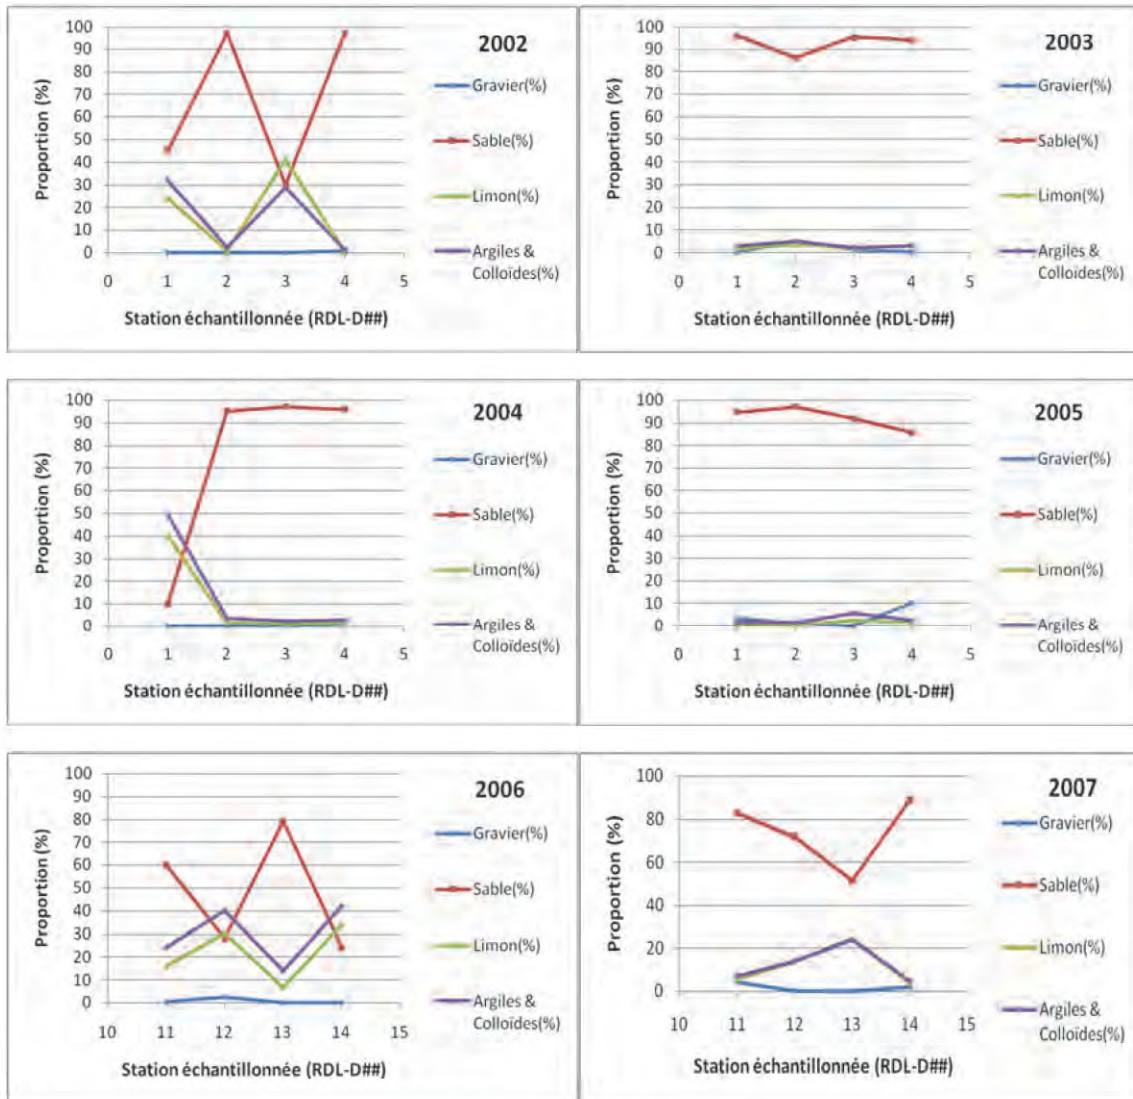 2002
Proportion (%)
100
90
80
70
60
50
40
30
20
10
0
0 1 2 3 4 5
Station échantillonnée (RDL-D##)
Gravier(%)
Sable(%)
Limon(%)
Argiles &
Colloïdes(%)
2003
Proportion (%)
100
90
80
70
60
50
40
30
20
10
0
0 1 2 3 4 5
Station échantillonnée (RDL-D##)
Gravier(%)
Sable(%)
Limon(%)
Argiles &
Colloïdes(%)
2004
Proportion (%)
100
90
80
70
60
50
40
30
20
10
0
0 1 2 3 4 5
Station échantillonnée (RDL-D##)
Gravier(%)
Sable(%)
Limon(%)
Argiles &
Colloïdes(%)
2005
Proportion (%)
100
90
80
70
60
50
40
30
20
10
0
0 1 2 3 4 5
Station échantillonnée (RDL-D##)
Gravier(%)
Sable(%)
Limon(%)
Argiles &
Colloïdes(%)
2006
Proportion (%)
100
90
80
70
60
50
40
30
20
10
0
10 11 12 13 14 15
Station échantillonnée (RDL-D##)
Gravier(%)
Sable(%)
Limon(%)
Argiles &
Colloïdes(%)
2007
Proportion (%)
100
80
60
40
20
0
10 11 12 13 14 15
Station échantillonnée (RDL-D##)
Gravier(%)
Sable(%)
Limon(%)
Argiles &
Colloïdes(%)